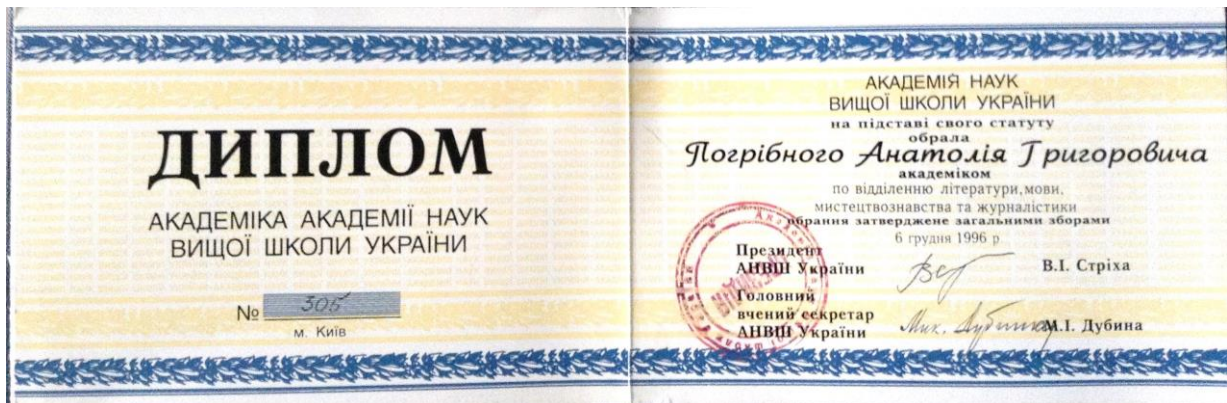 ДИПЛОМ
АКАДЕМІКА АКАДЕМІЇ НАУК
ВИЩОЇ ШКОЛИ УКРАЇНИ
№ 305
м. Київ
АКАДЕМІЯ НАУК
ВИЩОЇ ШКОЛИ УКРАЇНИ
на підставі свого статуту
обрала
Погрібного Анатолія Григоровича
академіком
по відділенню літератури,мови,
мистецтвознавства та журналістики
обрання затверджене загальними зборами
6 грудня 1996 р
Президент
АНВШ України
В.І. Стріха
Головний
вчений секретар
АНВШ України
Мик. Дубина
М.І. Дубина